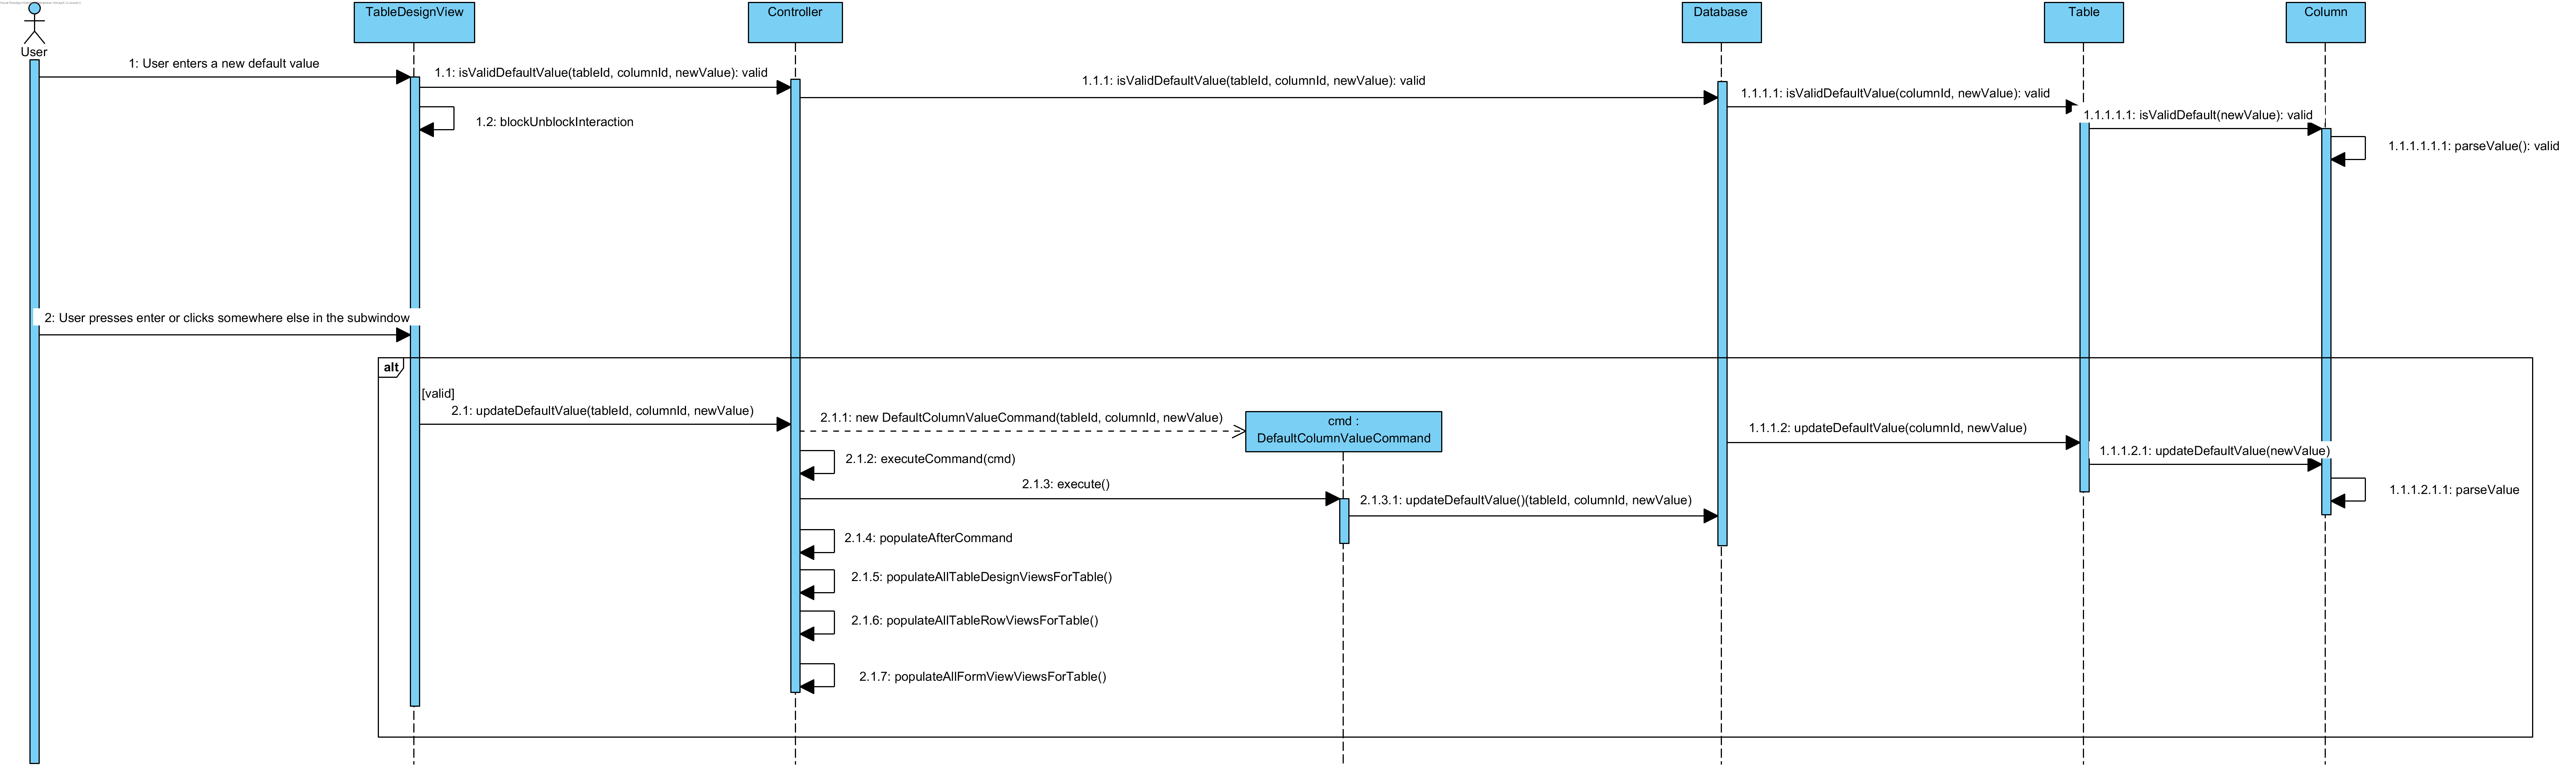 User
TableDesignView
Controller
Database
Table
Column
1: User enters a new default value
1.1: isValidDefaultValue(tableId, columnId, newValue): valid
1.1.1: isValidDefaultValue(tableId, columnId, newValue): valid
1.1.1.1: isValidDefaultValue(columnId, newValue): valid
1.1.1.1.1: isValidDefault(newValue): valid
1.2: blockUnblockInteraction
1.1.1.1.1.1: parseValue(): valid
2: User presses enter or clicks somewhere else in the subwindow
alt
[valid]
2.1: updateDefaultValue(tableId, columnId, newValue)
2.1.1: new DefaultColumnValueCommand(tableId, columnId, newValue)
cmd :
DefaultColumnValueCommand
1.1.1.2: updateDefaultValue(columnId, newValue)
1.1.1.2.1: updateDefaultValue(newValue)
2.1.2: executeCommand(cmd)
2.1.3: execute()
1.1.1.2.1.1: parseValue
2.1.3.1: updateDefaultValue()(tableId, columnId, newValue)
2.1.4: populateAfterCommand
2.1.5: populateAllTableDesignViewsForTable()
2.1.6: populateAllTableRowViewsForTable()
2.1.7: populateAllFormViewViewsForTable()